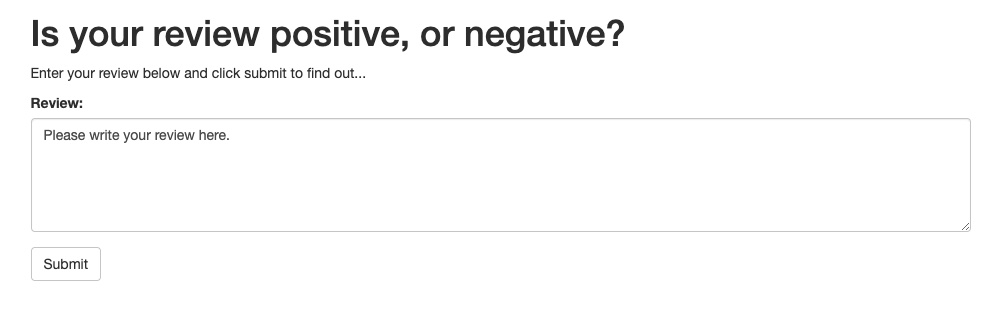 Is your review positive, or negative?
Enter your review below and click submit to find out...
Review:
Please write your review here.
Submit